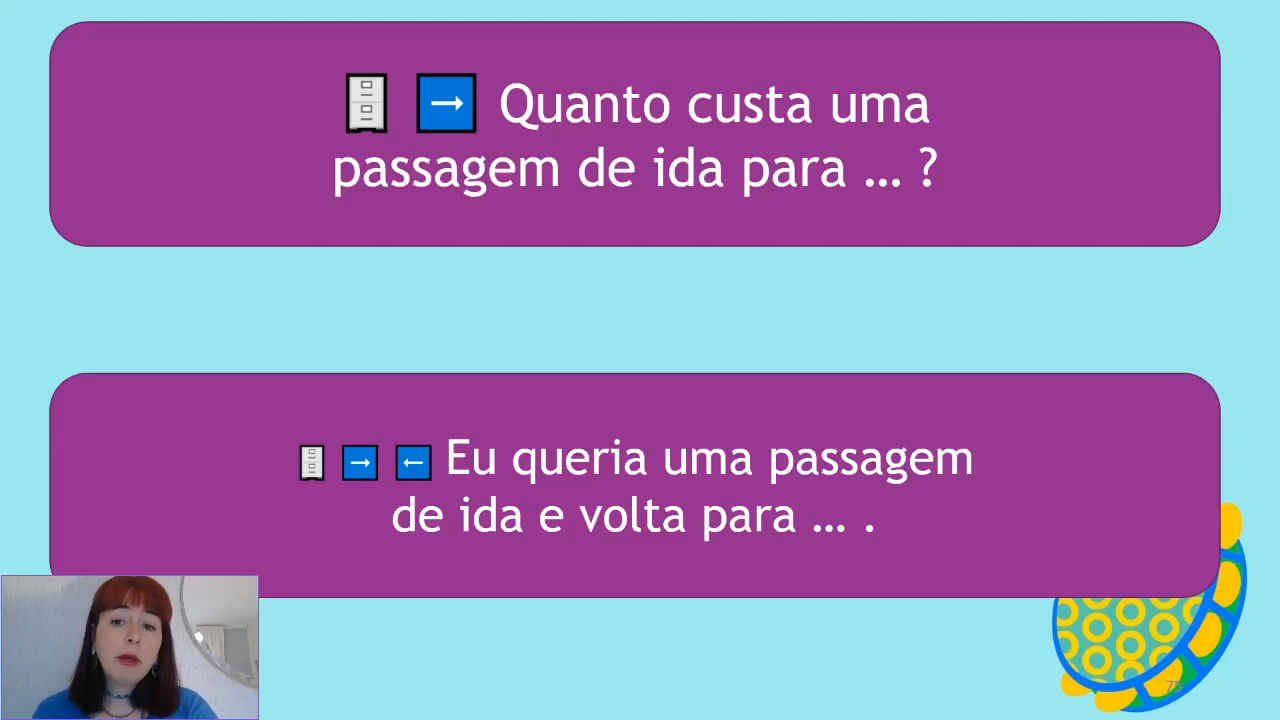 Quanto custa uma
passagem de ida para ... ?
Eu queria uma passagem
de ida e volta para ... .